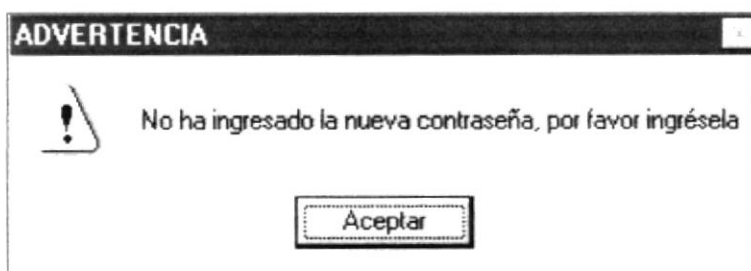 ADVERTENCIA
No ha ingresado la nueva contraseña, por favor ingrésela
Aceptar